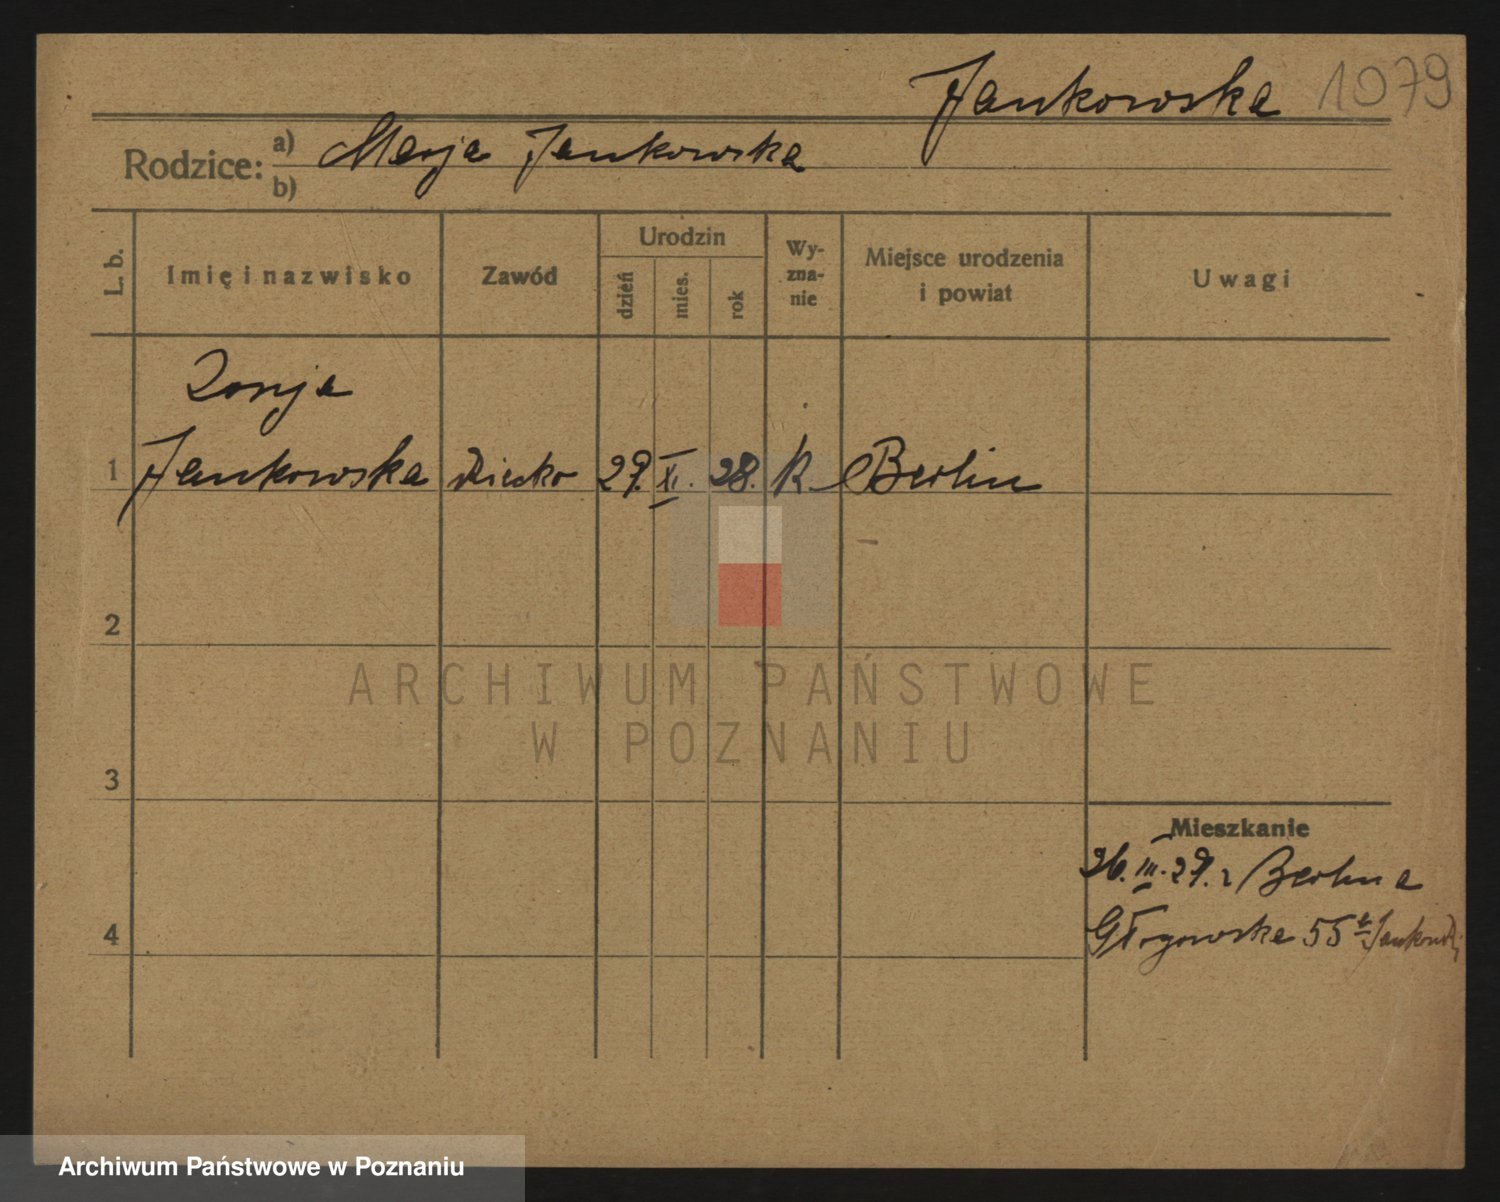 Jankowska 1079
Rodzice: a) Marja Jankowska
b)
L. b.
Imię i nazwisko
Zawód
Urodzin
dzień
mies.
rok
Wy-
zna-
nie
Miejsce urodzenia
i powiat
Uwagi
Zonja
1 Jankowska dziecko 29. XI. 28. k. Berlin
2
3
4
Mieszkanie
26. III. 29. z Berlina
Głogowska 55
ARCHIWUM PAŃSTWOWE
W POZNANIU
Archiwum Państwowe w Poznaniu